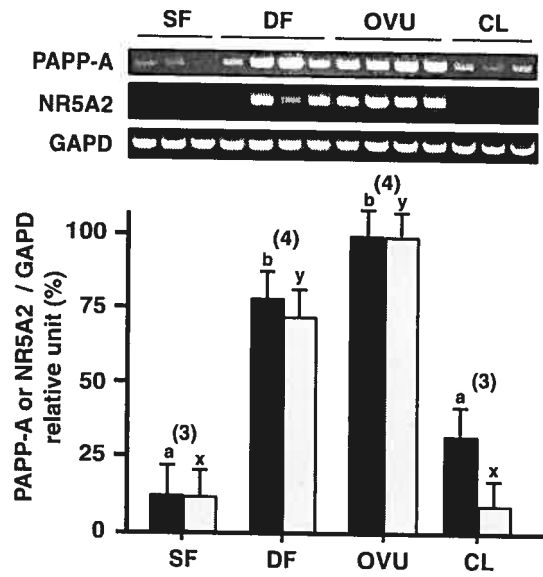 SF DF OVU CL
PAPP-A
NR5A2
GAPD
PAPP-A or NR5A2 / GAPD
relative unit (%)
100
75
50
25
0
(3)
a x
(4)
b y
(4)
b y
(3)
a x
SF DF OVU CL